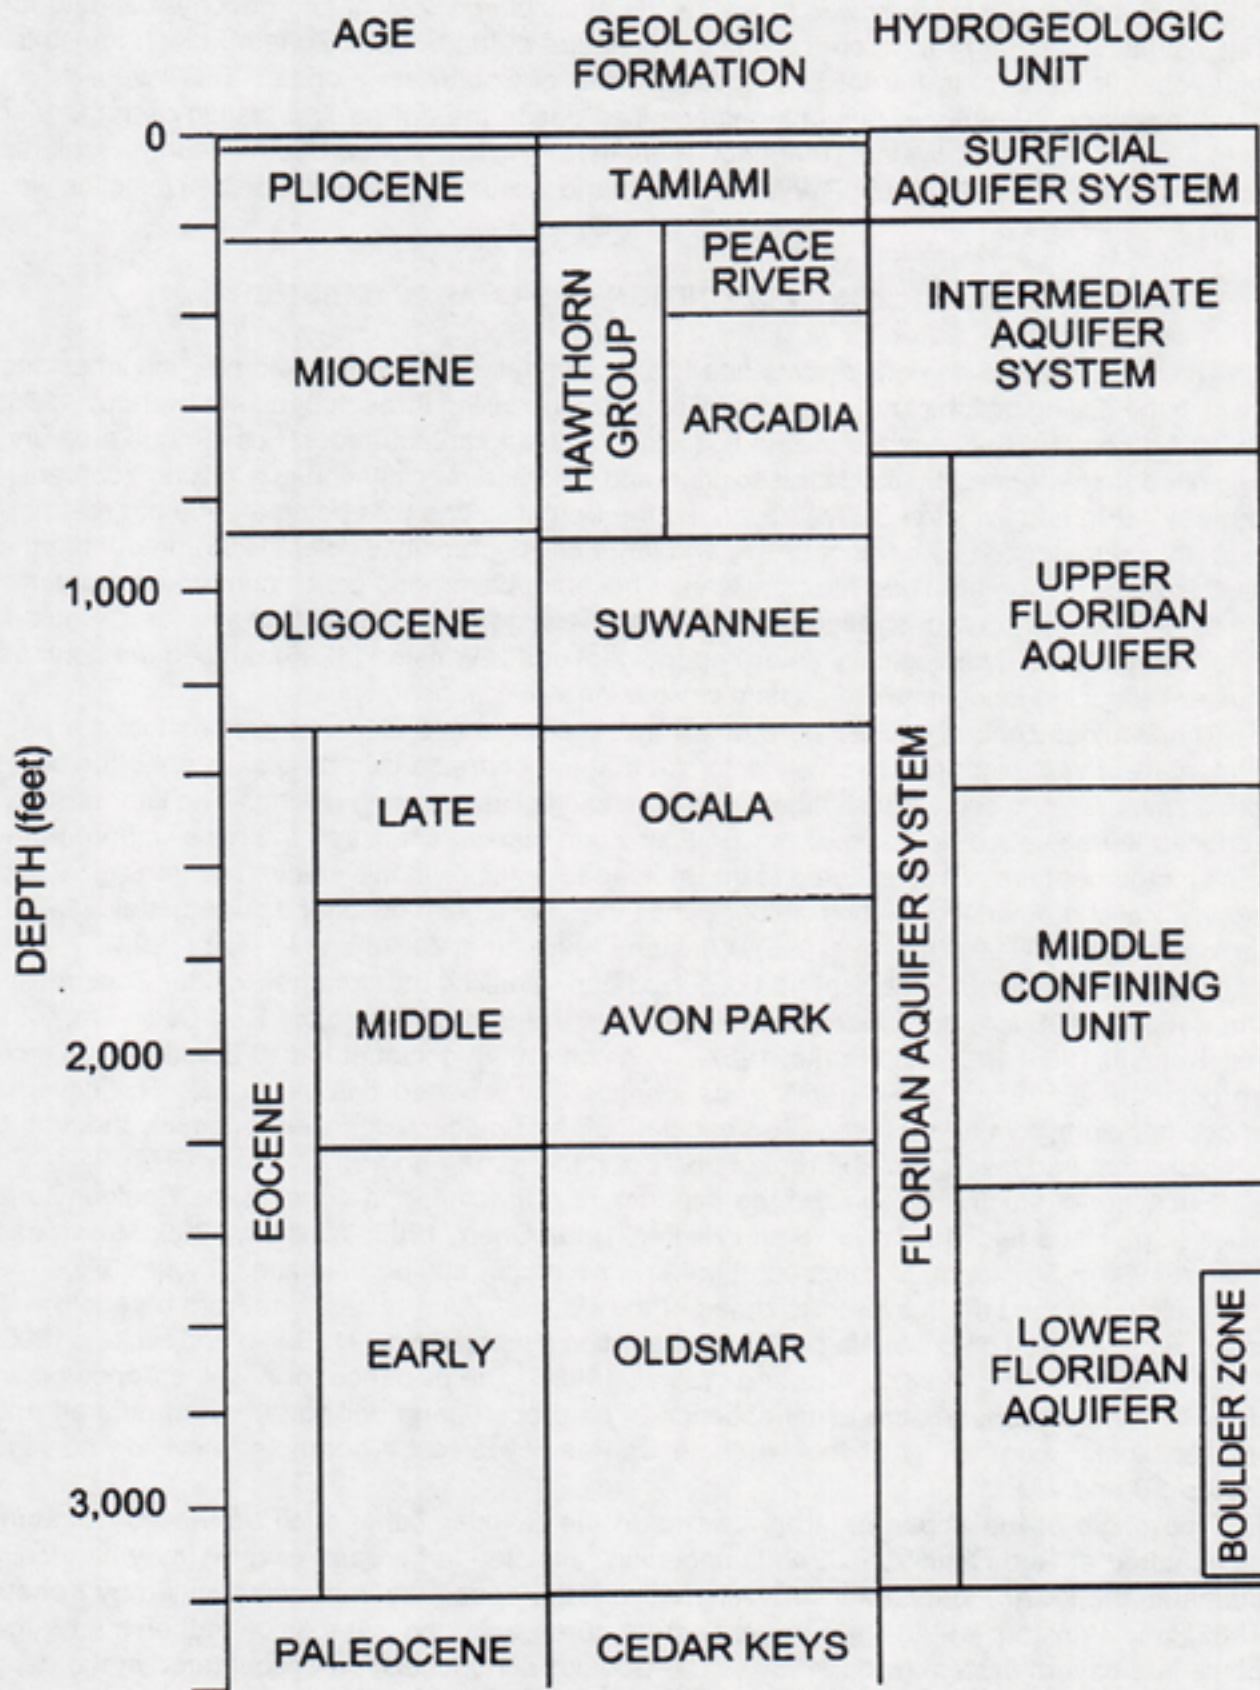 AGE
GEOLOGIC
FORMATION
HYDROGEOLOGIC
UNIT
0
PLIOCENE
TAMIAMI
SURFICIAL
AQUIFER SYSTEM
HAWTHORN
GROUP
PEACE
RIVER
INTERMEDIATE
AQUIFER
SYSTEM
MIOCENE
ARCADIA
1,000
OLIGOCENE
SUWANNEE
UPPER
FLORIDAN
AQUIFER
DEPTH (feet)
LATE
OCALA
FLORIDAN AQUIFER SYSTEM
MIDDLE
CONFINING
UNIT
MIDDLE
AVON PARK
2,000
EOCENE
EARLY
OLDSMAR
LOWER
FLORIDAN
AQUIFER
BOULDER ZONE
3,000
PALEOCENE
CEDAR KEYS